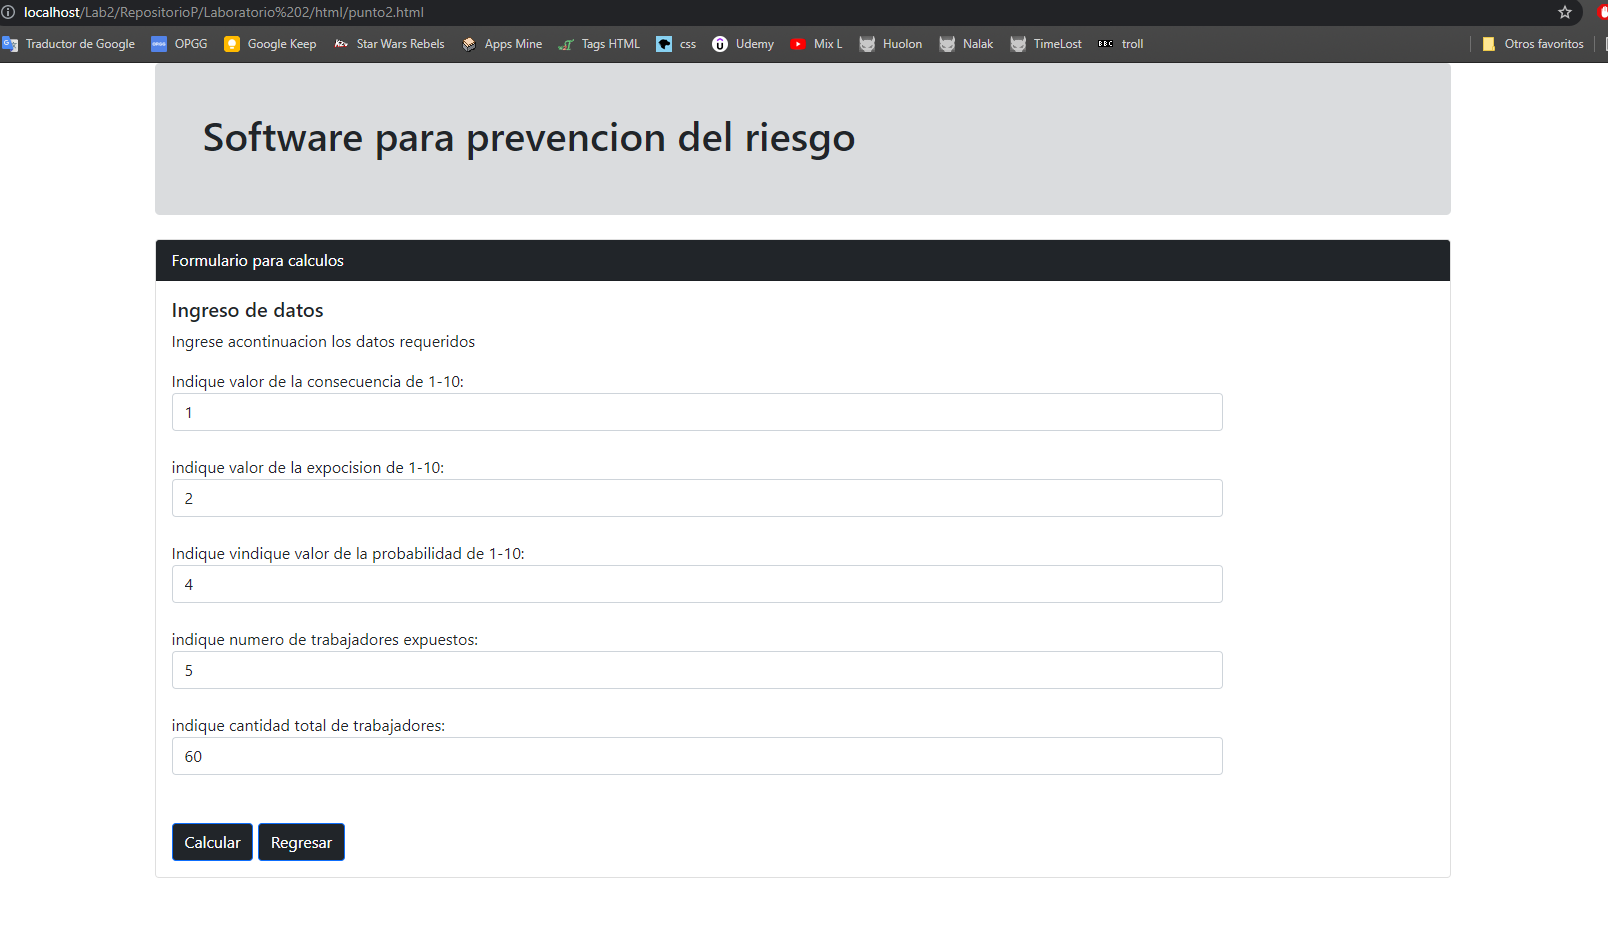 localhost/Lab2/RepositorioP/Laboratorio%202/html/punto2.html
Traductor de Google OPGG Google Keep Star Wars Rebels Apps Mine Tags HTML css Udemy Mix L Huolon Nalak TimeLost BBC troll Otros favoritos
Software para prevencion del riesgo
Formulario para calculos
Ingreso de datos
Ingrese acontinuacion los datos requeridos
Indique valor de la consecuencia de 1-10:
1
indique valor de la expocision de 1-10:
2
Indique vindique valor de la probabilidad de 1-10:
4
indique numero de trabajadores expuestos:
5
indique cantidad total de trabajadores:
60
Calcular Regresar